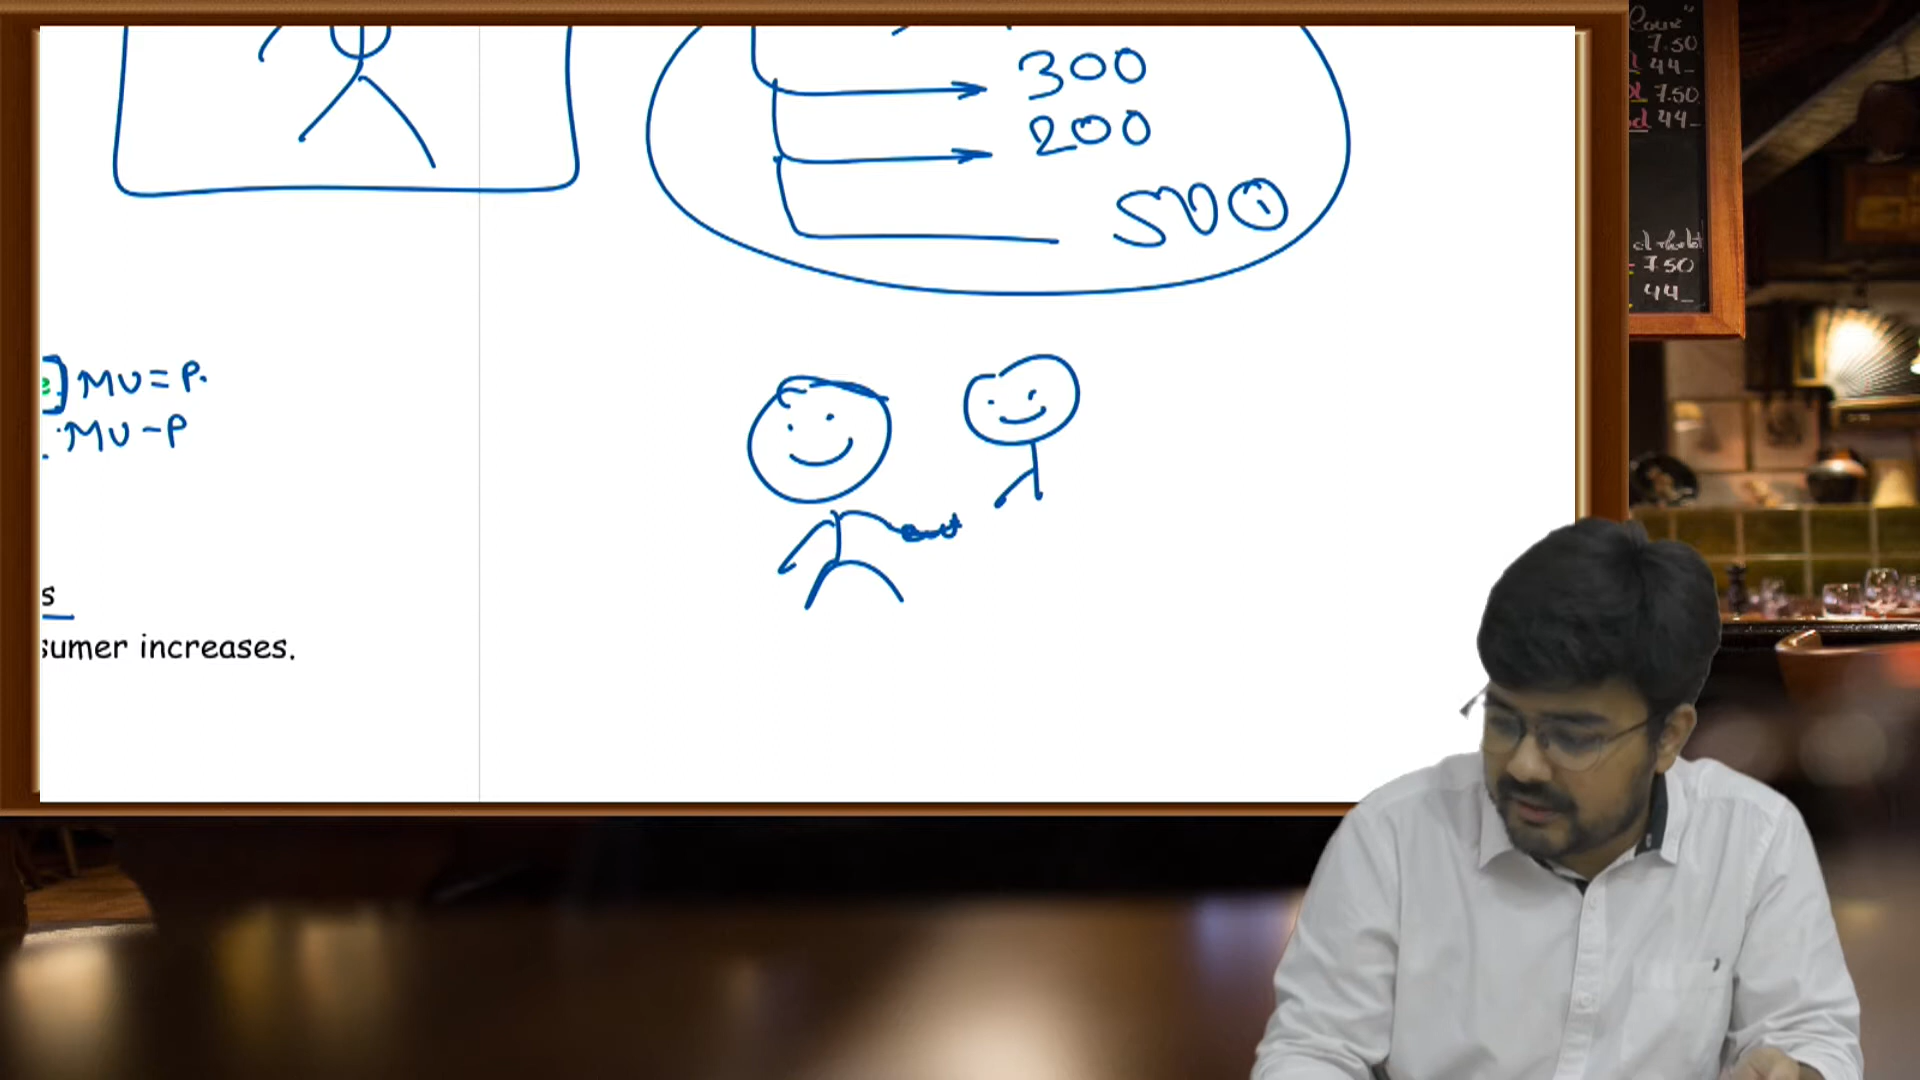 300
200
500
e] MU = P.
. MU - P
s
sumer increases.
7.50
44-
7.50
44-
7.50
44-